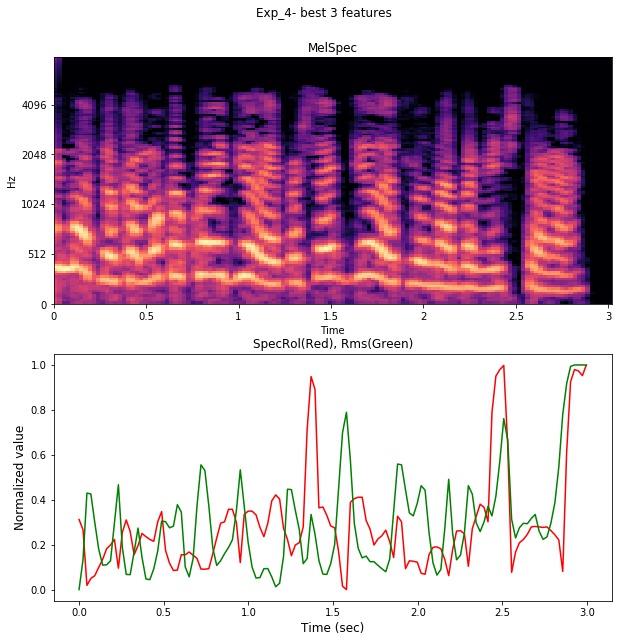 Exp_4- best 3 features
MelSpec
Hz
4096
2048
1024
512
0
0 0.5 1 1.5 2 2.5 3
Time
SpecRol(Red), Rms(Green)
Normalized value
1.0
0.8
0.6
0.4
0.2
0.0
0.0 0.5 1.0 1.5 2.0 2.5 3.0
Time (sec)